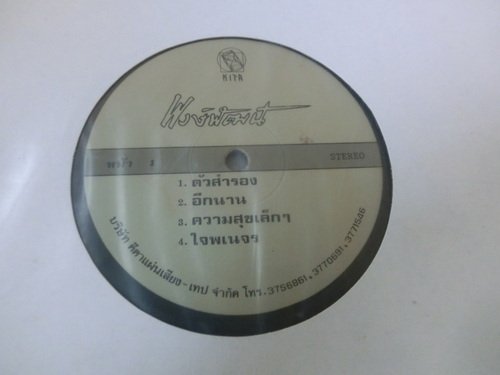 KITA
พงษ์พัฒน์
หน้า 1 STEREO
1. ตัวสำรอง
2. อีกนาน
3. ความสุขเล็กๆ
4. ใจพเนจร
บริษัท คีตาแผ่นเสียง-เทป จำกัด โทร.3756861, 3770691, 3771546